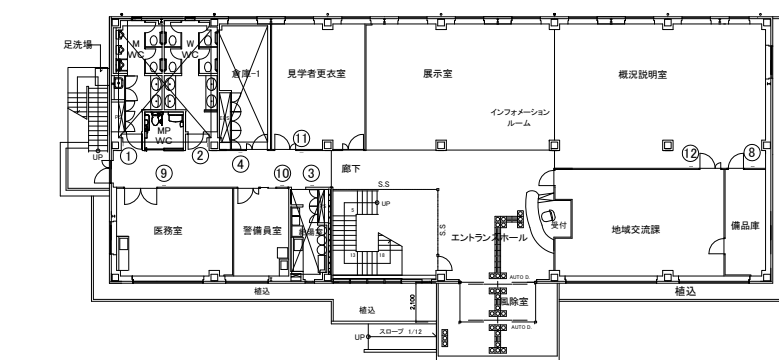 足洗場
M
WC
W
WC
倉庫-1
見学者更衣室
展示室
概況説明室
インフォメーション
ルーム
MP
WC
EPS
UP
①
②
④
⑪
⑫
⑧
⑨
⑩
③
廊下
S.S
S.S
UP
5
13
18
医務室
警備員室
エントランスホール
受付
地域交流課
備品庫
AUTO D.
風除室
AUTO D.
植込
植込
植込
2,100
UP
スロープ 1/12